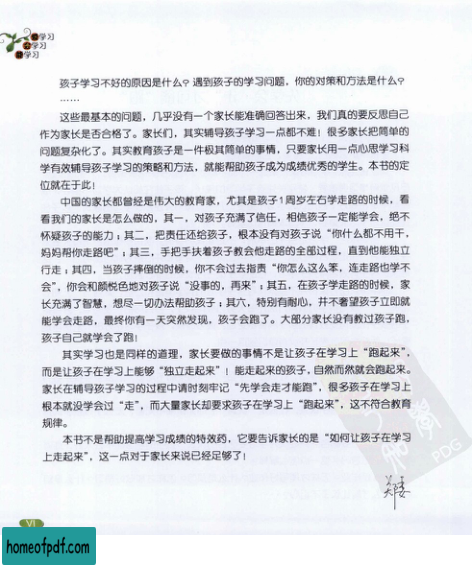 学习
学习
学习
孩子学习不好的原因是什么？遇到孩子的学习问题，你的对策和方法是什么？
……
这些最基本的问题，几乎没有一个家长能准确回答出来，我们真的要反思自己
作为家长是否合格了。家长们，其实辅导孩子学习一点都不难！很多家长把简单的
问题复杂化了。其实教育孩子是一件极其简单的事情，只要家长用一点心思学习科
学有效辅导孩子学习的策略和方法，就能帮助孩子成为成绩优秀的学生。本书的定
位就在于此！
中国的家长都曾经是伟大的教育家，尤其是孩子1周岁左右学走路的时候，看
看我们的家长是怎么做的，其一，对孩子充满了信任，相信孩子一定能学会，绝不
怀疑孩子的能力；其二，把责任还给孩子，根本没有对孩子说“你什么都不用干，
妈妈帮你走路吧”；其三，手把手扶着孩子教会他走路的全部过程，直到他能独立
行走；其四，当孩子摔倒的时候，你不会过去指责“你怎么这么笨，连走路也学不
会”，你会和颜悦色地对孩子说“没事的，再来”；其五，在孩子学走路的时候，家
长充满了智慧，想尽一切办法帮助孩子；其六，特别有耐心，并不奢望孩子立即就
能学会走路，最终你有一天突然发现，孩子会跑了。大部分家长没有教过孩子跑，
孩子自己就学会了跑！
其实学习也是同样的道理，家长要做的事情不是让孩子在学习上“跑起来”，
而是让孩子在学习上能够“独立走起来”！能走起来的孩子，自然而然就会跑起来。
家长在辅导孩子学习的过程中请时刻牢记“先学会走才能跑”，很多孩子在学习上
根本就没学会过“走”，而大量家长却要求孩子在学习上“跑起来”，这不符合教育
规律。
本书不是帮助提高学习成绩的特效药，它要告诉家长的是“如何让孩子在学习
上走起来”，这一点对于家长来说已经足够了！
PDG
VI
homeofpdf.com